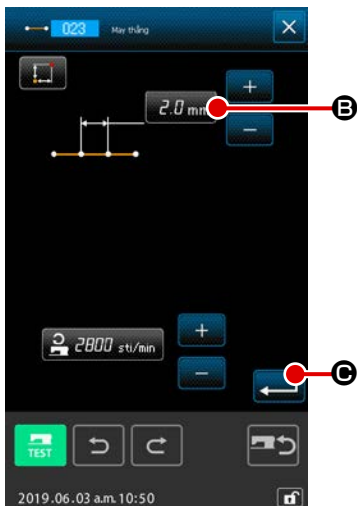 023 May thẳng
2.0 mm
B
2800 sti/min
C
TEST
2019.06.03 a.m. 10:50